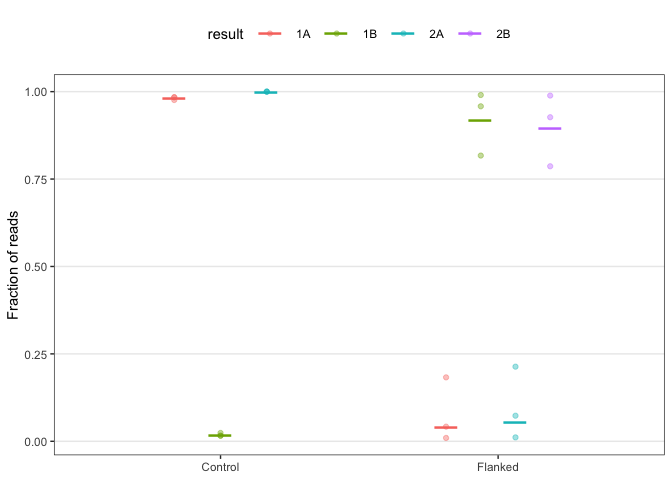 result 1A 1B 2A 2B
1.00
0.75
0.50
0.25
0.00
Fraction of reads
Control Flanked